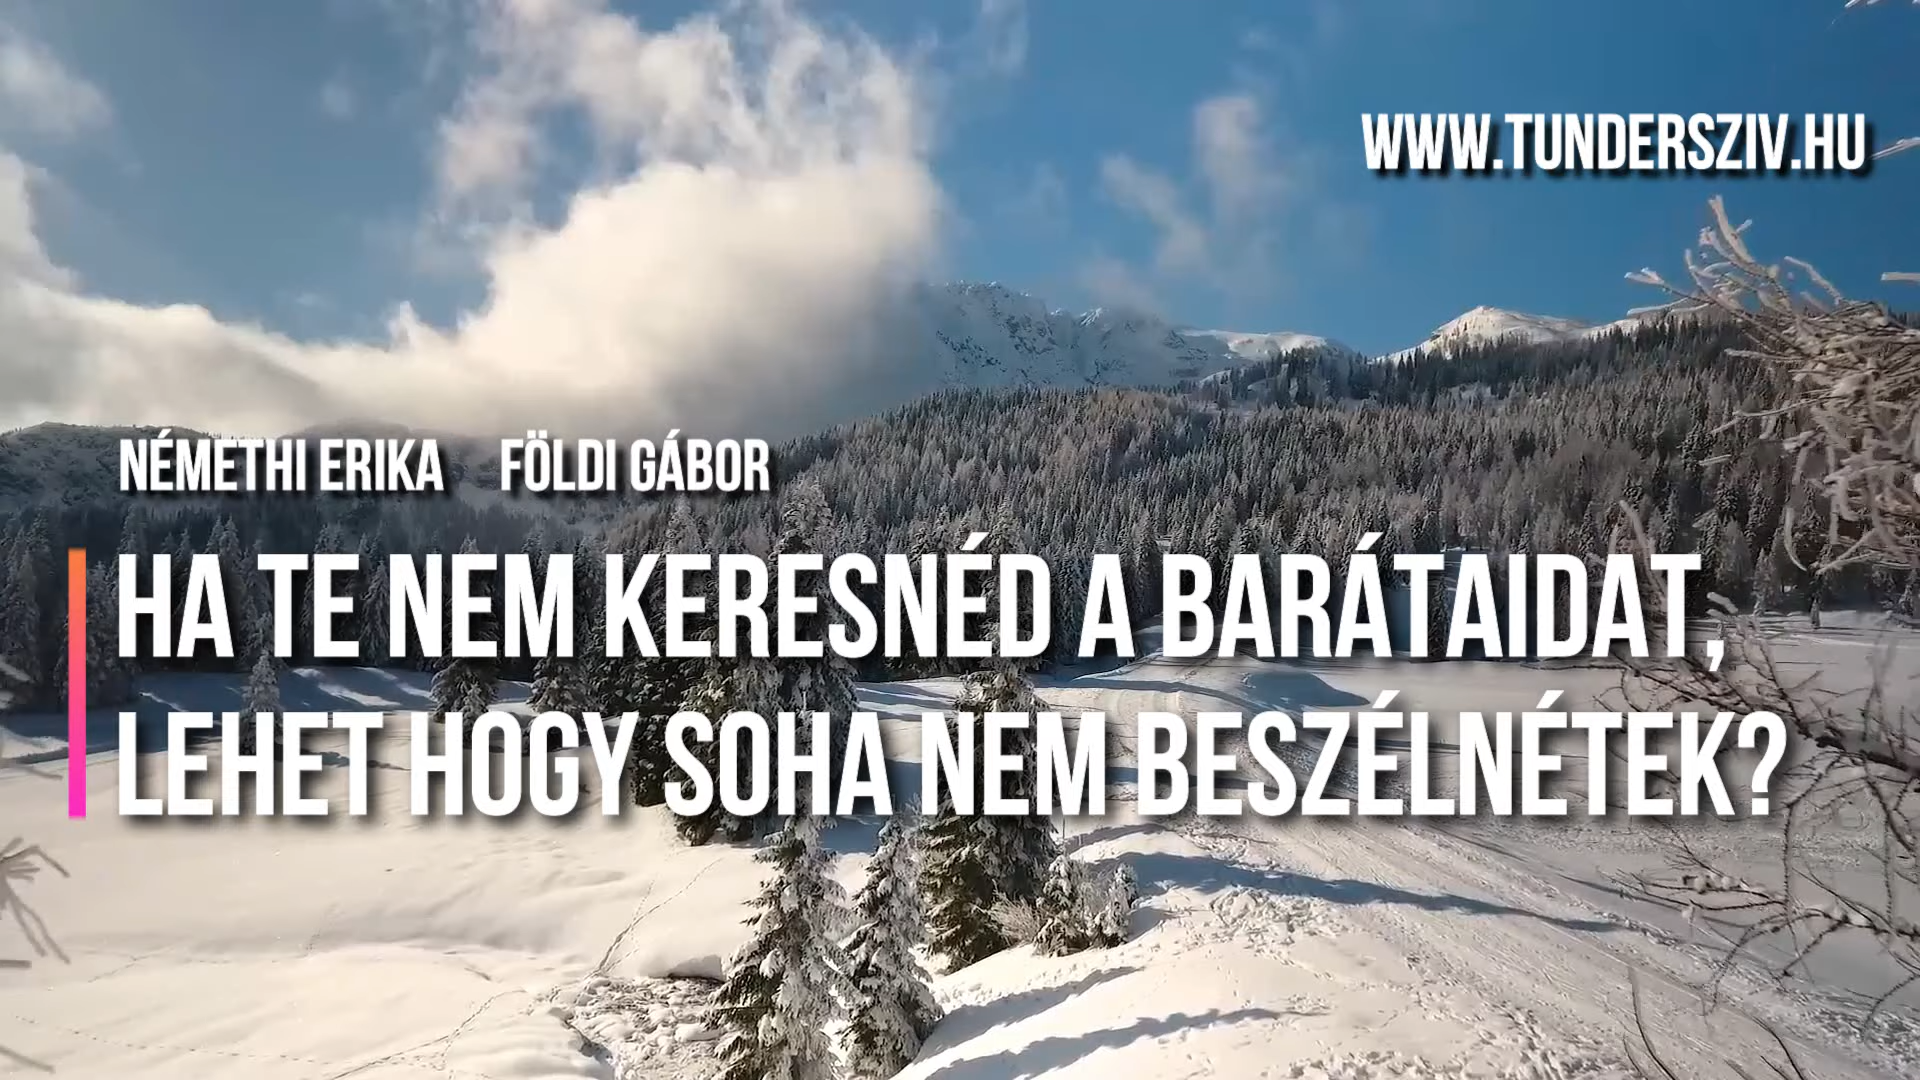 WWW.TUNDERSZIV.HU
NÉMETHI ERIKA FÖLDI GÁBOR
HA TE NEM KERESNÉD A BARÁTAIDAT,
LEHET HOGY SOHA NEM BESZÉLNÉTEK?